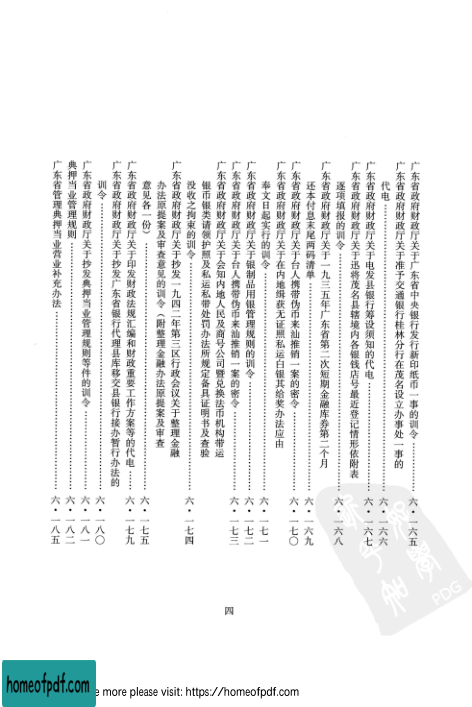 广东省政府财政厅关于广东省中央银行发行新印纸币一事的训令……六·一六五
广东省政府财政厅关于准予交通银行桂林分行在茂名设立办事处一事的
代电……六·一六六
广东省政府财政厅关于电发县银行筹设须知的代电……六·一六七
广东省政府财政厅关于迅将茂名县辖境内各银钱店号最近登记情形依附表
逐项填报的训令……六·一六八
广东省政府财政厅关于一九三五年广东省第二次短期金融库券第二个月
还本付息末尾两码清单……六·一六九
广东省政府财政厅关于台人携带伪币来汕推销一案的密令……六·一七〇
广东省政府财政厅关于在内地缉获无证照私运白银其给奖办法应由
奉文日起实行的训令……六·一七一
广东省政府财政厅关于银制品用银管理规则的训令……六·一七二
广东省政府财政厅关于台人携带伪币来汕推销一案的密令……六·一七三
广东省政府财政厅关于会知内地人民及商号公司暨兑换法币机构带运
银币银类请领护照及私运私带处罚办法所规定备具证明书及查验
没收之拘束的训令……六·一七四
广东省政府财政厅关于抄发一九四二年第三区行政会议关于整理金融
办法原提案及审查意见的训令（附整理金融办法原提案及审查
意见各一份）……六·一七五
广东省政府财政厅关于印发财政法规汇编和财政重要工作方案等的代电……六·一七九
广东省政府财政厅关于抄发广东省银行代理县库移交县银行接办暂行办法的
训令……六·一八〇
广东省政府财政厅关于抄发典押当业管理规则等件的训令……六·一八一
典押当业管理规则……六·一八二
广东省管理典押当业营业补充办法……六·一八五
四
PDG
homeofpdf.com
e more please visit: https://homeofpdf.com